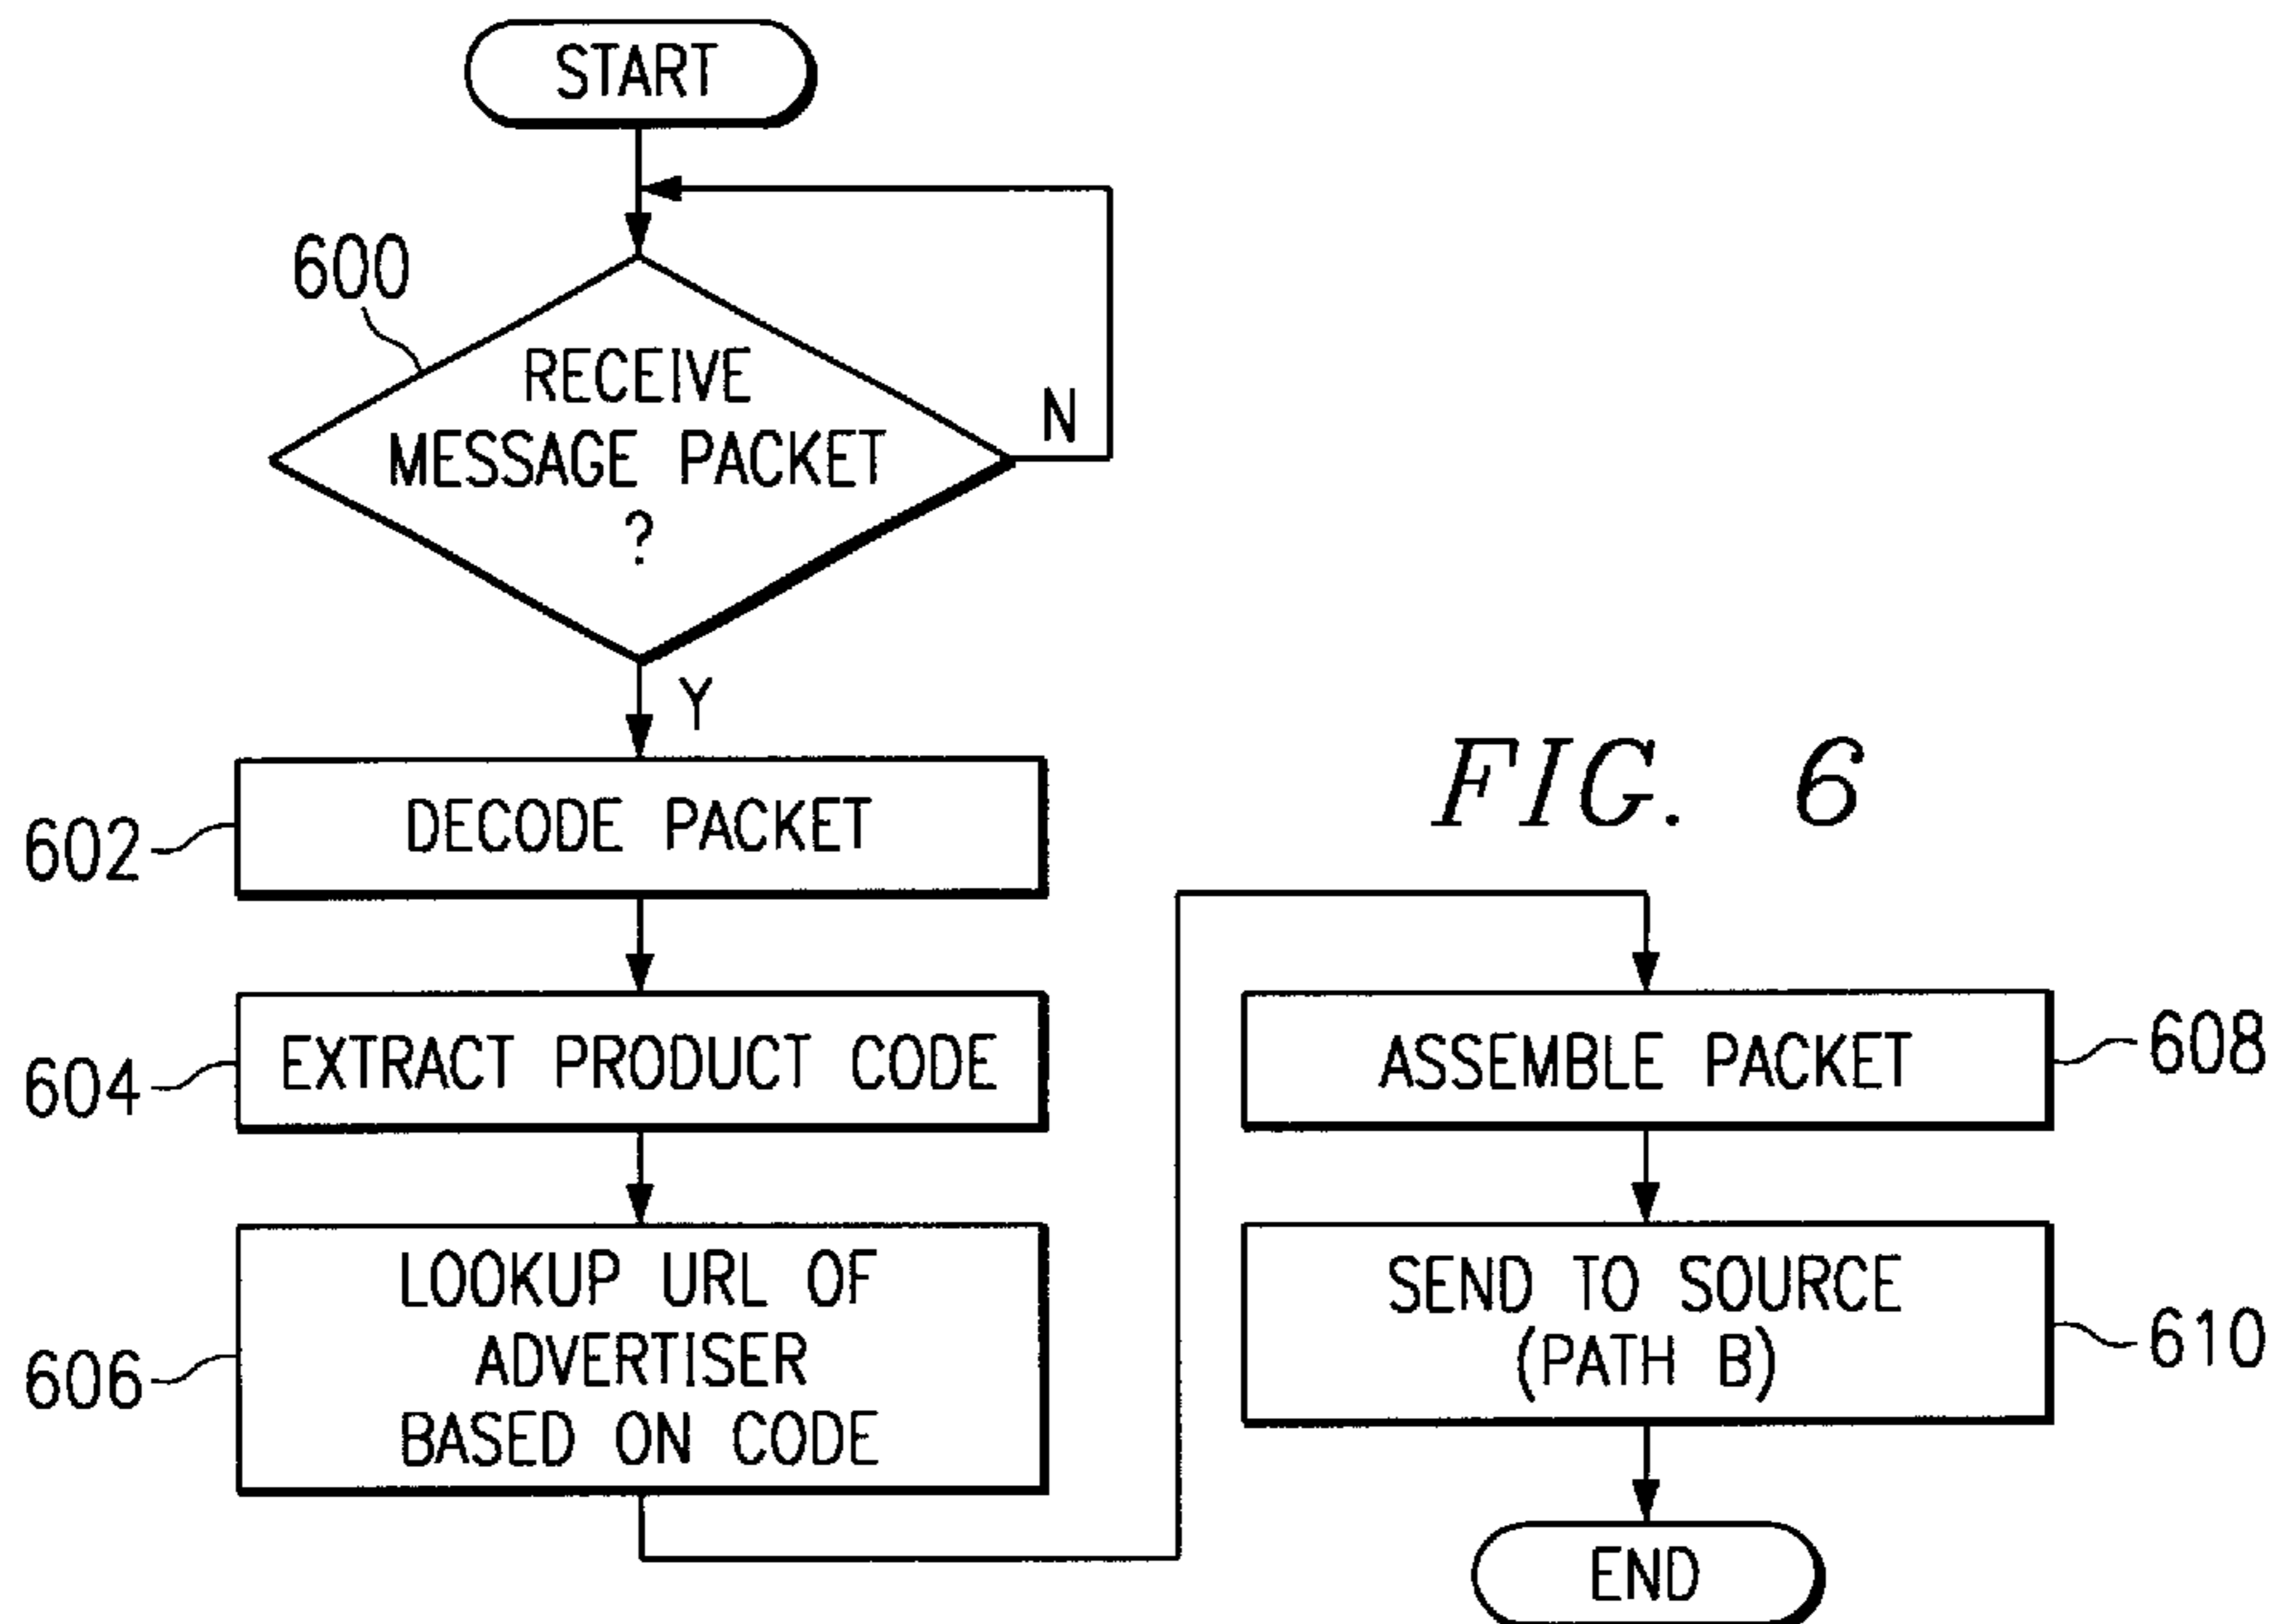 START
600
RECEIVE
MESSAGE PACKET
?
N
Y
602
DECODE PACKET
604
EXTRACT PRODUCT CODE
606
LOOKUP URL OF
ADVERTISER
BASED ON CODE
FIG. 6
ASSEMBLE PACKET
608
SEND TO SOURCE
(PATH B)
610
END